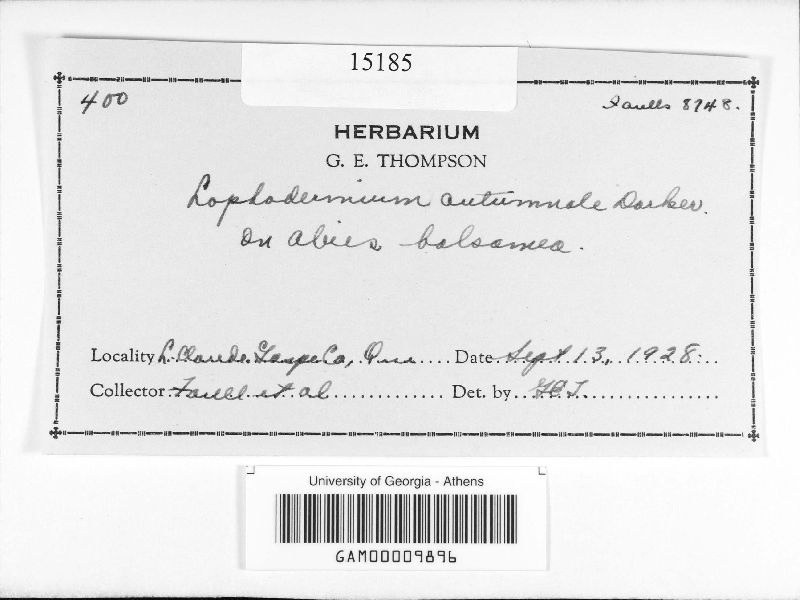 15185
400
Faulls 8748.
HERBARIUM
G. E. THOMPSON
Lophodermium autumnale Darker.
On Abies balsamea.
Locality L. Claude. Gaspe Co, Que Date Sept 13, 1928
Collector Faull et al Det. by G.E.T.
University of Georgia - Athens
GAM00009896